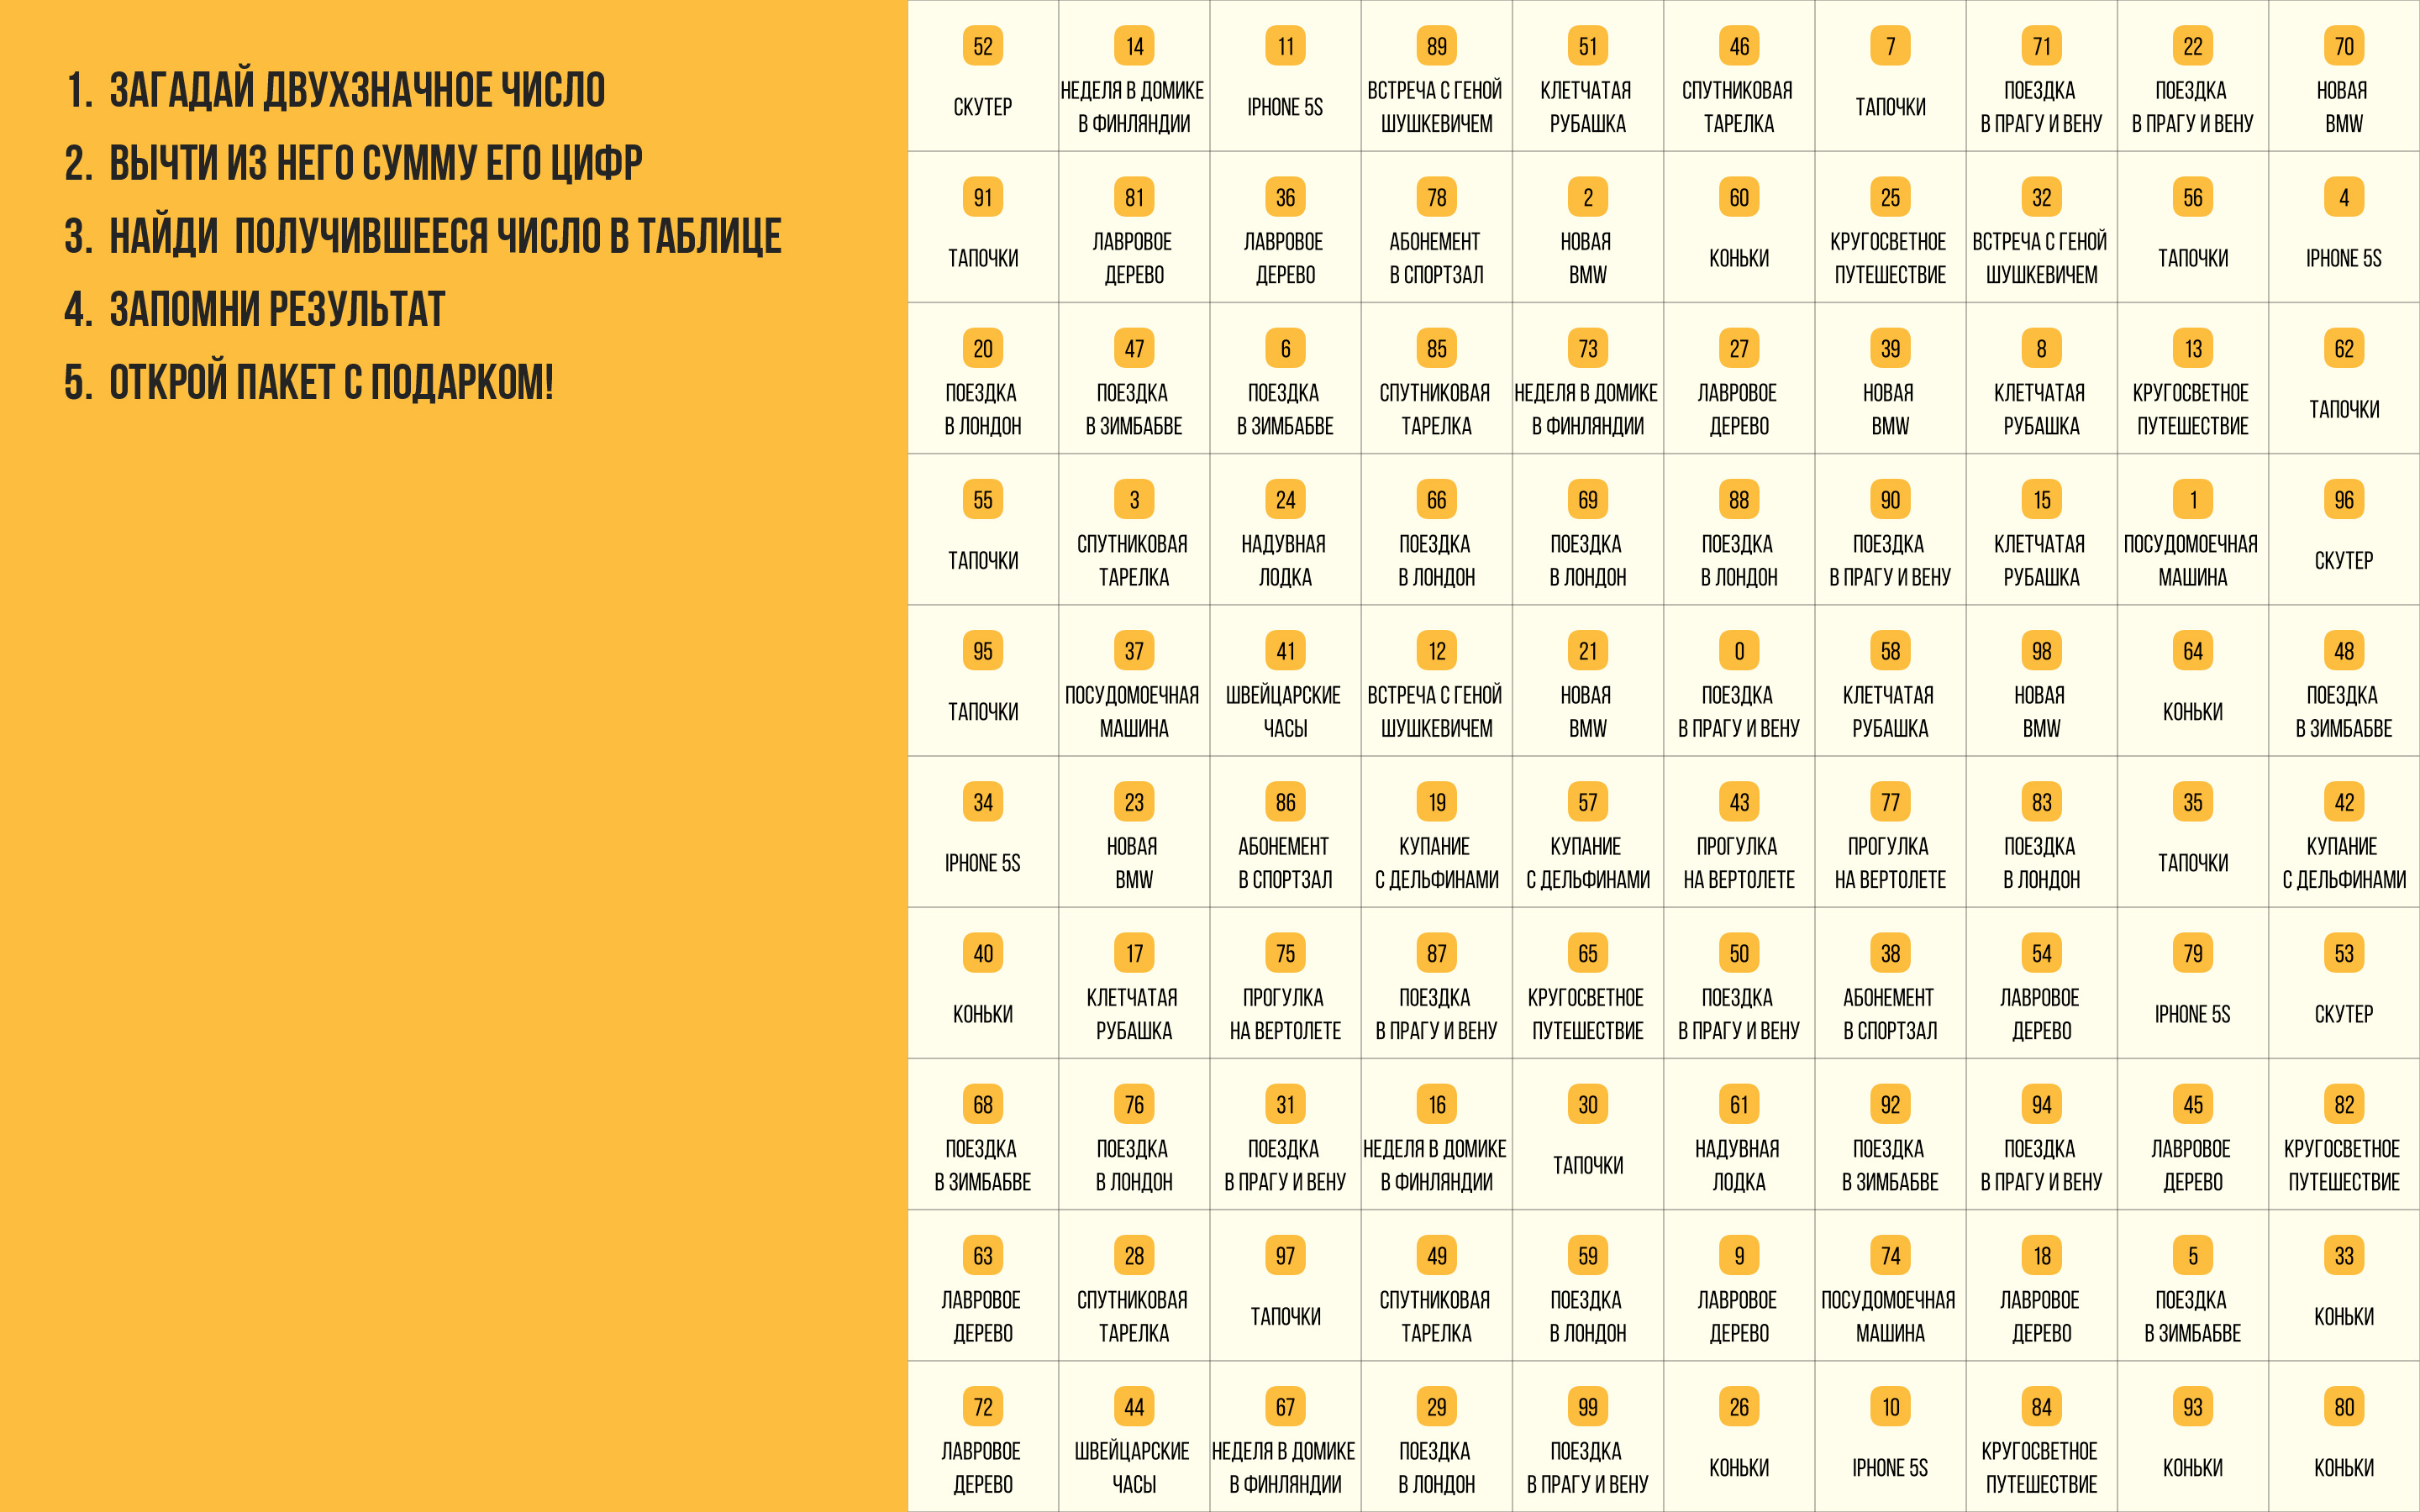 1. ЗАГАДАЙ ДВУХЗНАЧНОЕ ЧИСЛО
2. ВЫЧТИ ИЗ НЕГО СУММУ ЕГО ЦИФР
3. НАЙДИ ПОЛУЧИВШЕЕСЯ ЧИСЛО В ТАБЛИЦЕ
4. ЗАПОМНИ РЕЗУЛЬТАТ
5. ОТКРОЙ ПАКЕТ С ПОДАРКОМ!
52
СКУТЕР
14
НЕДЕЛЯ В ДОМИКЕ
В ФИНЛЯНДИИ
11
IPHONE 5S
89
ВСТРЕЧА С ГЕНОЙ
ШУШКЕВИЧЕМ
51
КЛЕТЧАТАЯ
РУБАШКА
46
СПУТНИКОВАЯ
ТАРЕЛКА
7
ТАПОЧКИ
71
ПОЕЗДКА
В ПРАГУ И ВЕНУ
22
ПОЕЗДКА
В ПРАГУ И ВЕНУ
70
НОВАЯ
BMW
91
ТАПОЧКИ
81
ЛАВРОВОЕ
ДЕРЕВО
36
ЛАВРОВОЕ
ДЕРЕВО
78
АБОНЕМЕНТ
В СПОРТЗАЛ
2
НОВАЯ
BMW
60
КОНЬКИ
25
КРУГОСВЕТНОЕ
ПУТЕШЕСТВИЕ
32
ВСТРЕЧА С ГЕНОЙ
ШУШКЕВИЧЕМ
56
ТАПОЧКИ
4
IPHONE 5S
20
ПОЕЗДКА
В ЛОНДОН
47
ПОЕЗДКА
В ЗИМБАБВЕ
6
ПОЕЗДКА
В ЗИМБАБВЕ
85
СПУТНИКОВАЯ
ТАРЕЛКА
73
НЕДЕЛЯ В ДОМИКЕ
В ФИНЛЯНДИИ
27
ЛАВРОВОЕ
ДЕРЕВО
39
НОВАЯ
BMW
8
КЛЕТЧАТАЯ
РУБАШКА
13
КРУГОСВЕТНОЕ
ПУТЕШЕСТВИЕ
62
ТАПОЧКИ
55
ТАПОЧКИ
3
СПУТНИКОВАЯ
ТАРЕЛКА
24
НАДУВНАЯ
ЛОДКА
66
ПОЕЗДКА
В ЛОНДОН
69
ПОЕЗДКА
В ЛОНДОН
88
ПОЕЗДКА
В ЛОНДОН
90
ПОЕЗДКА
В ПРАГУ И ВЕНУ
15
КЛЕТЧАТАЯ
РУБАШКА
1
ПОСУДОМОЕЧНАЯ
МАШИНА
96
СКУТЕР
95
ТАПОЧКИ
37
ПОСУДОМОЕЧНАЯ
МАШИНА
41
ШВЕЙЦАРСКИЕ
ЧАСЫ
12
ВСТРЕЧА С ГЕНОЙ
ШУШКЕВИЧЕМ
21
НОВАЯ
BMW
0
ПОЕЗДКА
В ПРАГУ И ВЕНУ
58
КЛЕТЧАТАЯ
РУБАШКА
98
НОВАЯ
BMW
64
КОНЬКИ
48
ПОЕЗДКА
В ЗИМБАБВЕ
34
IPHONE 5S
23
НОВАЯ
BMW
86
АБОНЕМЕНТ
В СПОРТЗАЛ
19
КУПАНИЕ
С ДЕЛЬФИНАМИ
57
КУПАНИЕ
С ДЕЛЬФИНАМИ
43
ПРОГУЛКА
НА ВЕРТОЛЕТЕ
77
ПРОГУЛКА
НА ВЕРТОЛЕТЕ
83
ПОЕЗДКА
В ЛОНДОН
35
ТАПОЧКИ
42
КУПАНИЕ
С ДЕЛЬФИНАМИ
40
КОНЬКИ
17
КЛЕТЧАТАЯ
РУБАШКА
75
ПРОГУЛКА
НА ВЕРТОЛЕТЕ
87
ПОЕЗДКА
В ПРАГУ И ВЕНУ
65
КРУГОСВЕТНОЕ
ПУТЕШЕСТВИЕ
50
ПОЕЗДКА
В ПРАГУ И ВЕНУ
38
АБОНЕМЕНТ
В СПОРТЗАЛ
54
ЛАВРОВОЕ
ДЕРЕВО
79
IPHONE 5S
53
СКУТЕР
68
ПОЕЗДКА
В ЗИМБАБВЕ
76
ПОЕЗДКА
В ЛОНДОН
31
ПОЕЗДКА
В ПРАГУ И ВЕНУ
16
НЕДЕЛЯ В ДОМИКЕ
В ФИНЛЯНДИИ
30
ТАПОЧКИ
61
НАДУВНАЯ
ЛОДКА
92
ПОЕЗДКА
В ЗИМБАБВЕ
94
ПОЕЗДКА
В ПРАГУ И ВЕНУ
45
ЛАВРОВОЕ
ДЕРЕВО
82
КРУГОСВЕТНОЕ
ПУТЕШЕСТВИЕ
63
ЛАВРОВОЕ
ДЕРЕВО
28
СПУТНИКОВАЯ
ТАРЕЛКА
97
ТАПОЧКИ
49
СПУТНИКОВАЯ
ТАРЕЛКА
59
ПОЕЗДКА
В ЛОНДОН
9
ЛАВРОВОЕ
ДЕРЕВО
74
ПОСУДОМОЕЧНАЯ
МАШИНА
18
ЛАВРОВОЕ
ДЕРЕВО
5
ПОЕЗДКА
В ЗИМБАБВЕ
33
КОНЬКИ
72
ЛАВРОВОЕ
ДЕРЕВО
44
ШВЕЙЦАРСКИЕ
ЧАСЫ
67
НЕДЕЛЯ В ДОМИКЕ
В ФИНЛЯНДИИ
29
ПОЕЗДКА
В ЛОНДОН
99
ПОЕЗДКА
В ПРАГУ И ВЕНУ
26
КОНЬКИ
10
IPHONE 5S
84
КРУГОСВЕТНОЕ
ПУТЕШЕСТВИЕ
93
КОНЬКИ
80
КОНЬКИ